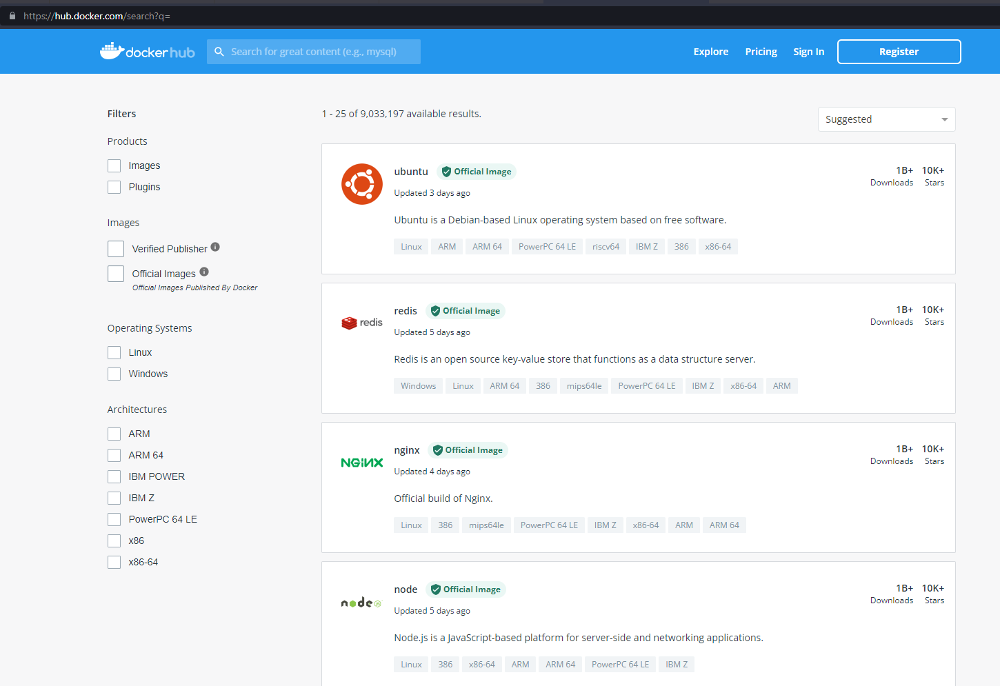 https://hub.docker.com/search?q=
docker hub
Search for great content (e.g., mysql)
Explore
Pricing
Sign In
Register
Filters
Products
Images
Plugins
Images
Verified Publisher
Official Images
Official Images Published By Docker
Operating Systems
Linux
Windows
Architectures
ARM
ARM 64
IBM POWER
IBM Z
PowerPC 64 LE
x86
x86-64
1 - 25 of 9,033,197 available results.
Suggested
ubuntu Official Image
Updated 3 days ago
1B+ 10K+
Downloads Stars
Ubuntu is a Debian-based Linux operating system based on free software.
Linux ARM ARM 64 PowerPC 64 LE riscv64 IBM Z 386 x86-64
redis
redis Official Image
Updated 5 days ago
1B+ 10K+
Downloads Stars
Redis is an open source key-value store that functions as a data structure server.
Windows Linux ARM 64 386 mips64le PowerPC 64 LE IBM Z x86-64 ARM
NGINX
nginx Official Image
Updated 4 days ago
1B+ 10K+
Downloads Stars
Official build of Nginx.
Linux 386 mips64le PowerPC 64 LE IBM Z x86-64 ARM ARM 64
node
node Official Image
Updated 5 days ago
1B+ 10K+
Downloads Stars
Node.js is a JavaScript-based platform for server-side and networking applications.
Linux 386 x86-64 ARM ARM 64 PowerPC 64 LE IBM Z